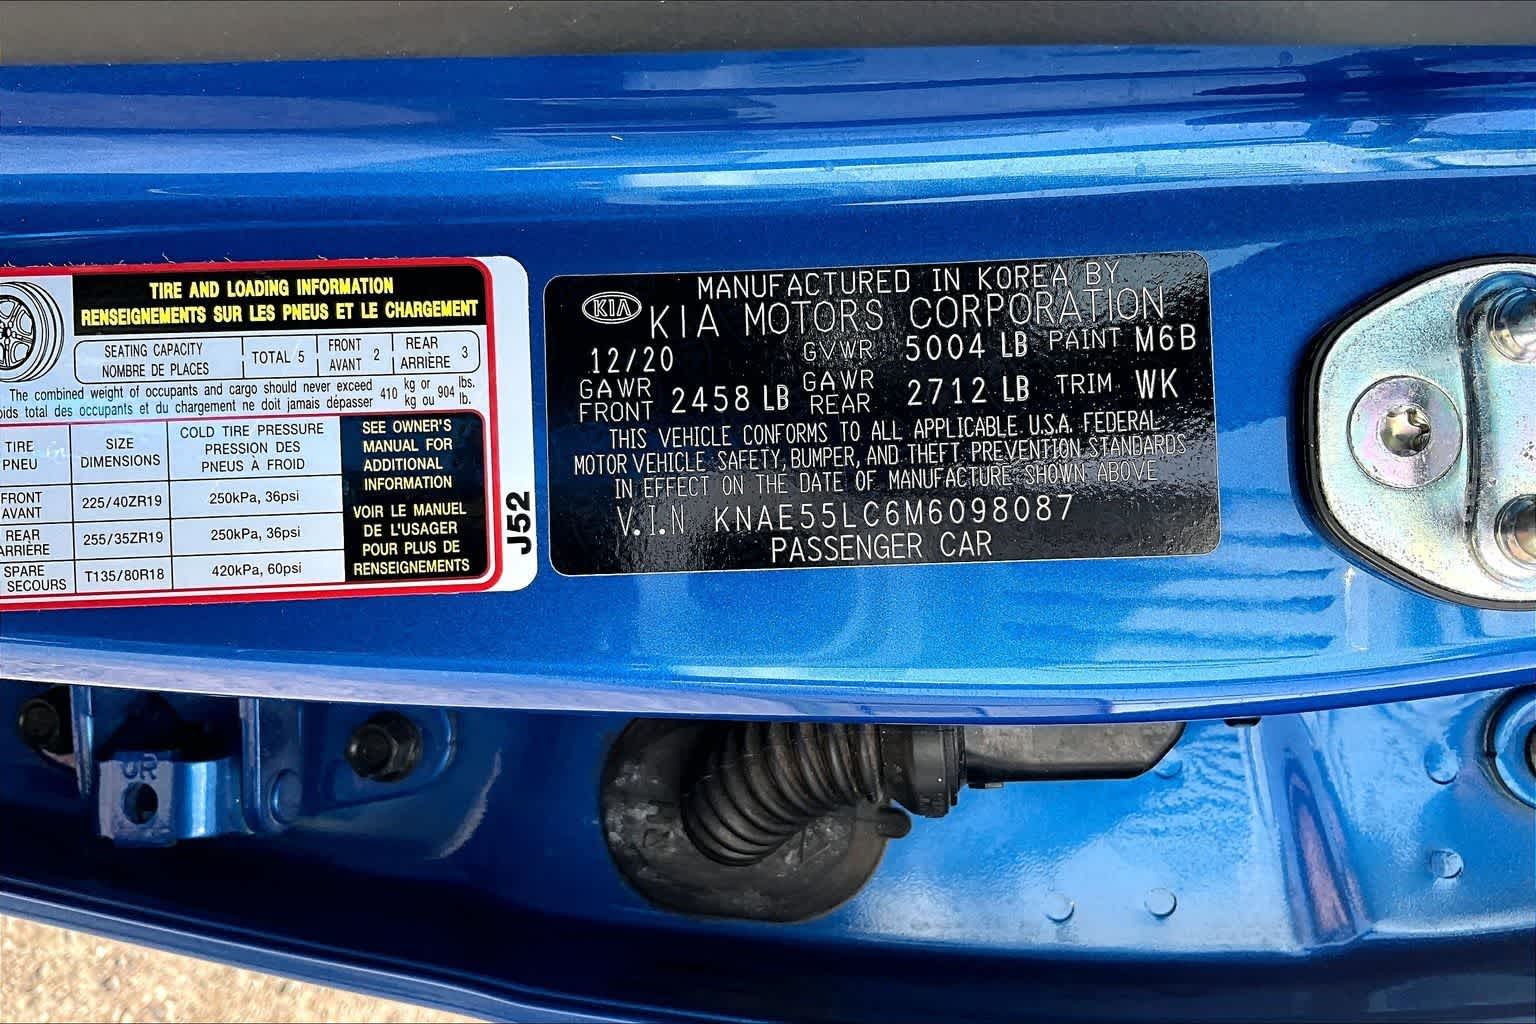 TIRE AND LOADING INFORMATION
RENSEIGNEMENTS SUR LES PNEUS ET LE CHARGEMENT
SEATING CAPACITY
NOMBRE DE PLACES
TOTAL 5
FRONT
AVANT 2
REAR
ARRIÈRE 3
The combined weight of occupants and cargo should never exceed 410 kg or 904 lbs.
total des occupants et du chargement ne doit jamais dépasser kg ou lb.
TIRE
PNEU
SIZE
DIMENSIONS
COLD TIRE PRESSURE
PRESSION DES
PNEUS À FROID
FRONT
AVANT
225/40ZR19
250kPa, 36psi
REAR
ARRIÈRE
255/35ZR19
250kPa, 36psi
SPARE
SECOURS
T135/80R18
420kPa, 60psi
SEE OWNER'S
MANUAL FOR
ADDITIONAL
INFORMATION
VOIR LE MANUEL
DE L'USAGER
POUR PLUS DE
RENSEIGNEMENTS
J52
MANUFACTURED IN KOREA BY
KIA KIA MOTORS CORPORATION
12/20 GVWR 5004 LB PAINT M6B
GAWR FRONT 2458 LB GAWR REAR 2712 LB TRIM WK
THIS VEHICLE CONFORMS TO ALL APPLICABLE U.S.A. FEDERAL
MOTOR VEHICLE SAFETY, BUMPER, AND THEFT PREVENTION STANDARDS
IN EFFECT ON THE DATE OF MANUFACTURE SHOWN ABOVE
V.I.N KNAE55LC6M6098087
PASSENGER CAR